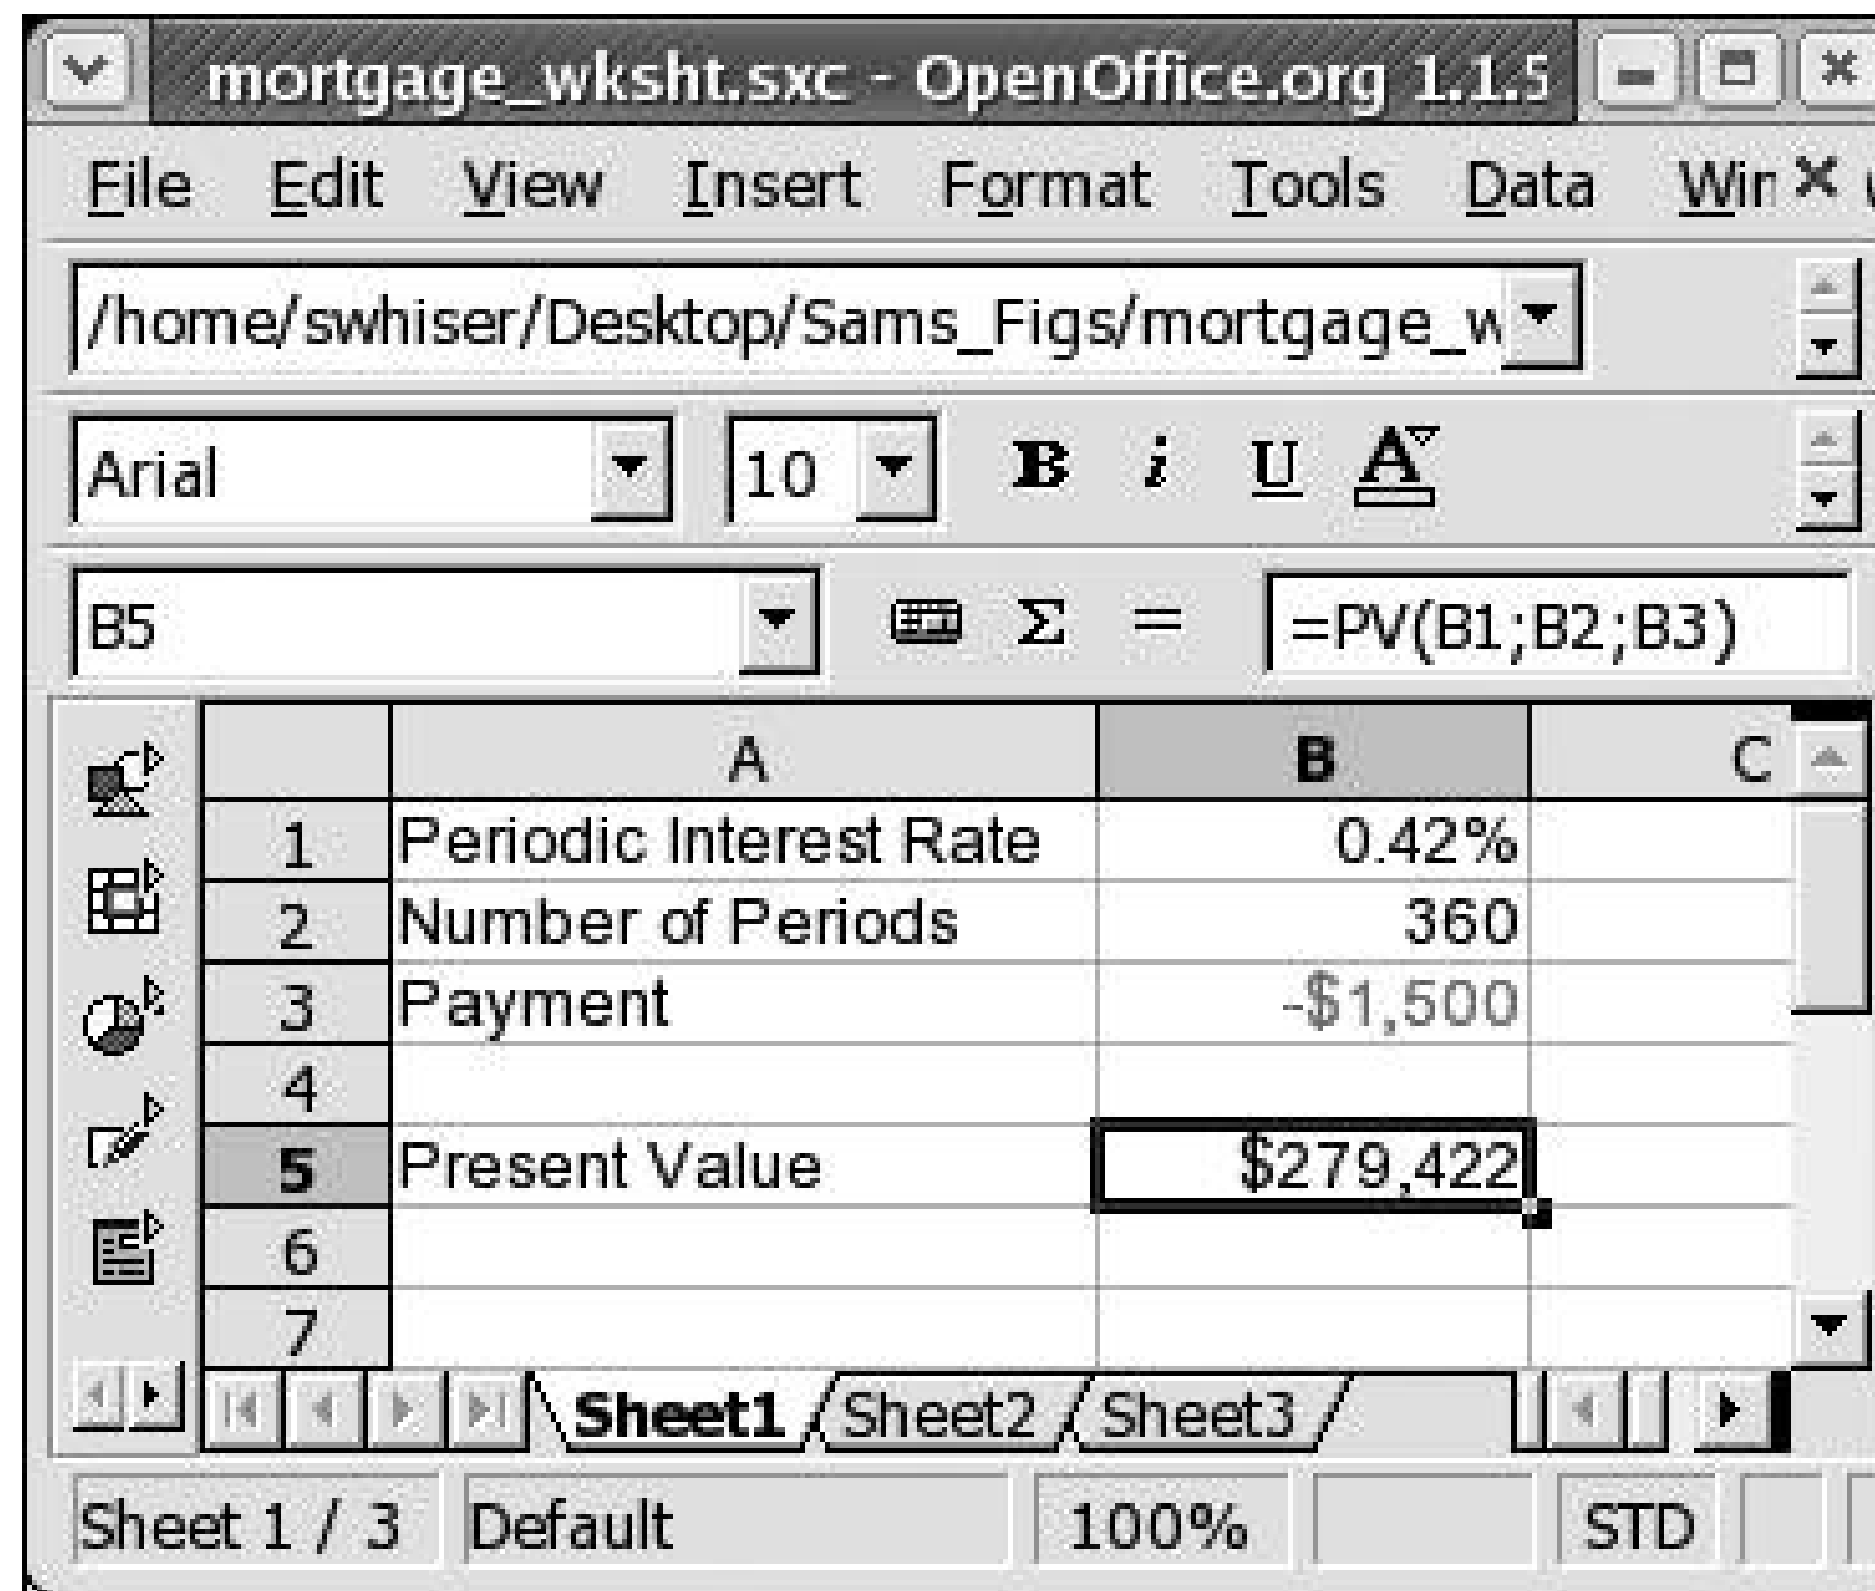 mortgage_wksht.sxc - OpenOffice.org 1.1.5
File Edit View Insert Format Tools Data
/home/swhiser/Desktop/Sams_Figs/mortgage_w
Arial 10 B i U A
B5 Σ = =PV(B1;B2;B3)
A B C
1 Periodic Interest Rate 0.42%
2 Number of Periods 360
3 Payment -$1,500
4
5 Present Value $279,422
6
7
Sheet1 Sheet2 Sheet3
Sheet 1 / 3 Default 100% STD